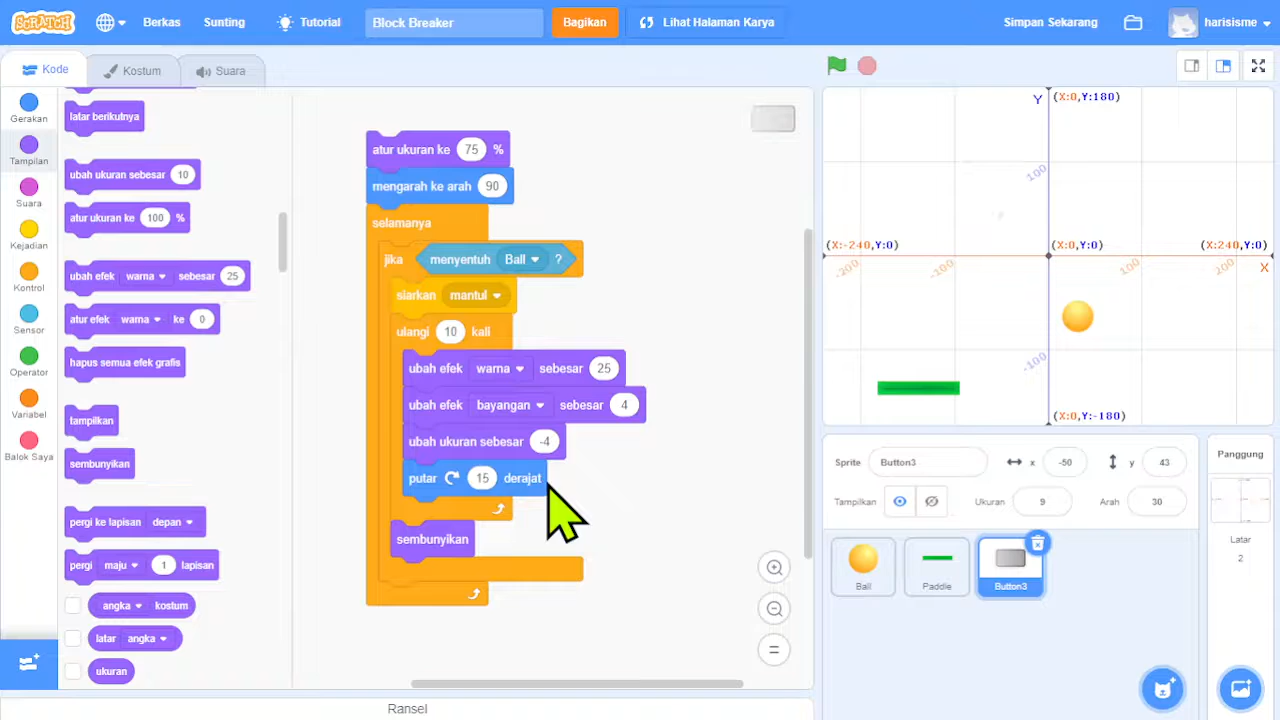 SCRATCH
Berkas
Sunting
Tutorial
Block Breaker
Bagikan
Lihat Halaman Karya
Simpan Sekarang
harisisme
Kode
Kostum
Suara
Gerakan
Tampilan
Suara
Kejadian
Kontrol
Sensor
Operator
Variabel
Balok Saya
latar berikutnya
ubah ukuran sebesar 10
atur ukuran ke 100 %
ubah efek warna sebesar 25
atur efek warna ke 0
hapus semua efek grafis
tampilkan
sembunyikan
pergi ke lapisan depan
pergi maju 1 lapisan
angka kostum
latar angka
ukuran
atur ukuran ke 75 %
mengarah ke arah 90
selamanya
jika menyentuh Ball ?
siarkan mantul
ulangi 10 kali
ubah efek warna sebesar 25
ubah efek bayangan sebesar 4
ubah ukuran sebesar -4
putar 15 derajat
sembunyikan
Y (X:0,Y:180)
100
(X:-240,Y:0) (X:0,Y:0) (X:240,Y:0)
-200 -100 100 200 X
-100
(X:0,Y:-180)
Sprite Button3 x -50 y 43
Tampilkan Ukuran 9 Arah 30
Ball
Paddle
Button3
Panggung
Latar
2
Ransel